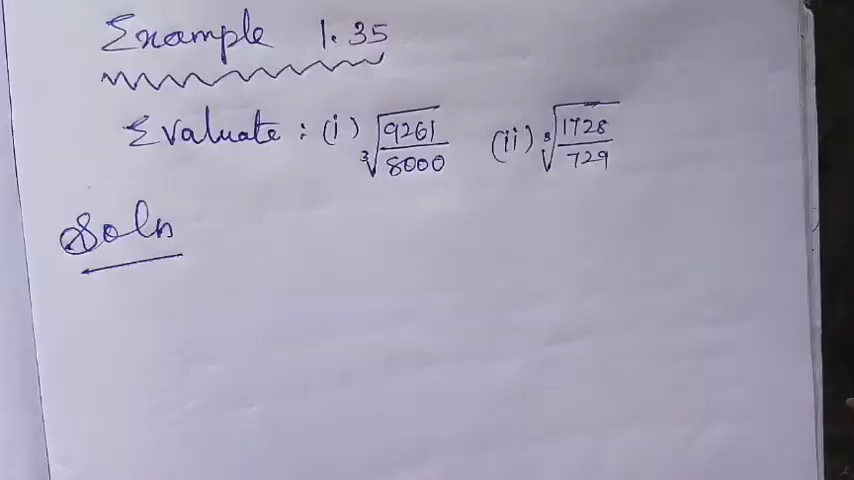 Example 1.35
Evaluate : (i) ∛(9261/8000) (ii) ∛(1728/729)
Soln